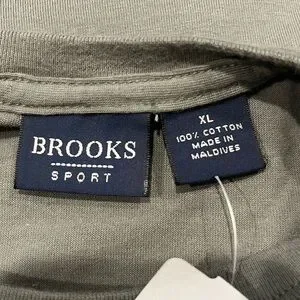 BROOKS
SPORT
XL
100% COTTON
MADE IN
MALDIVES